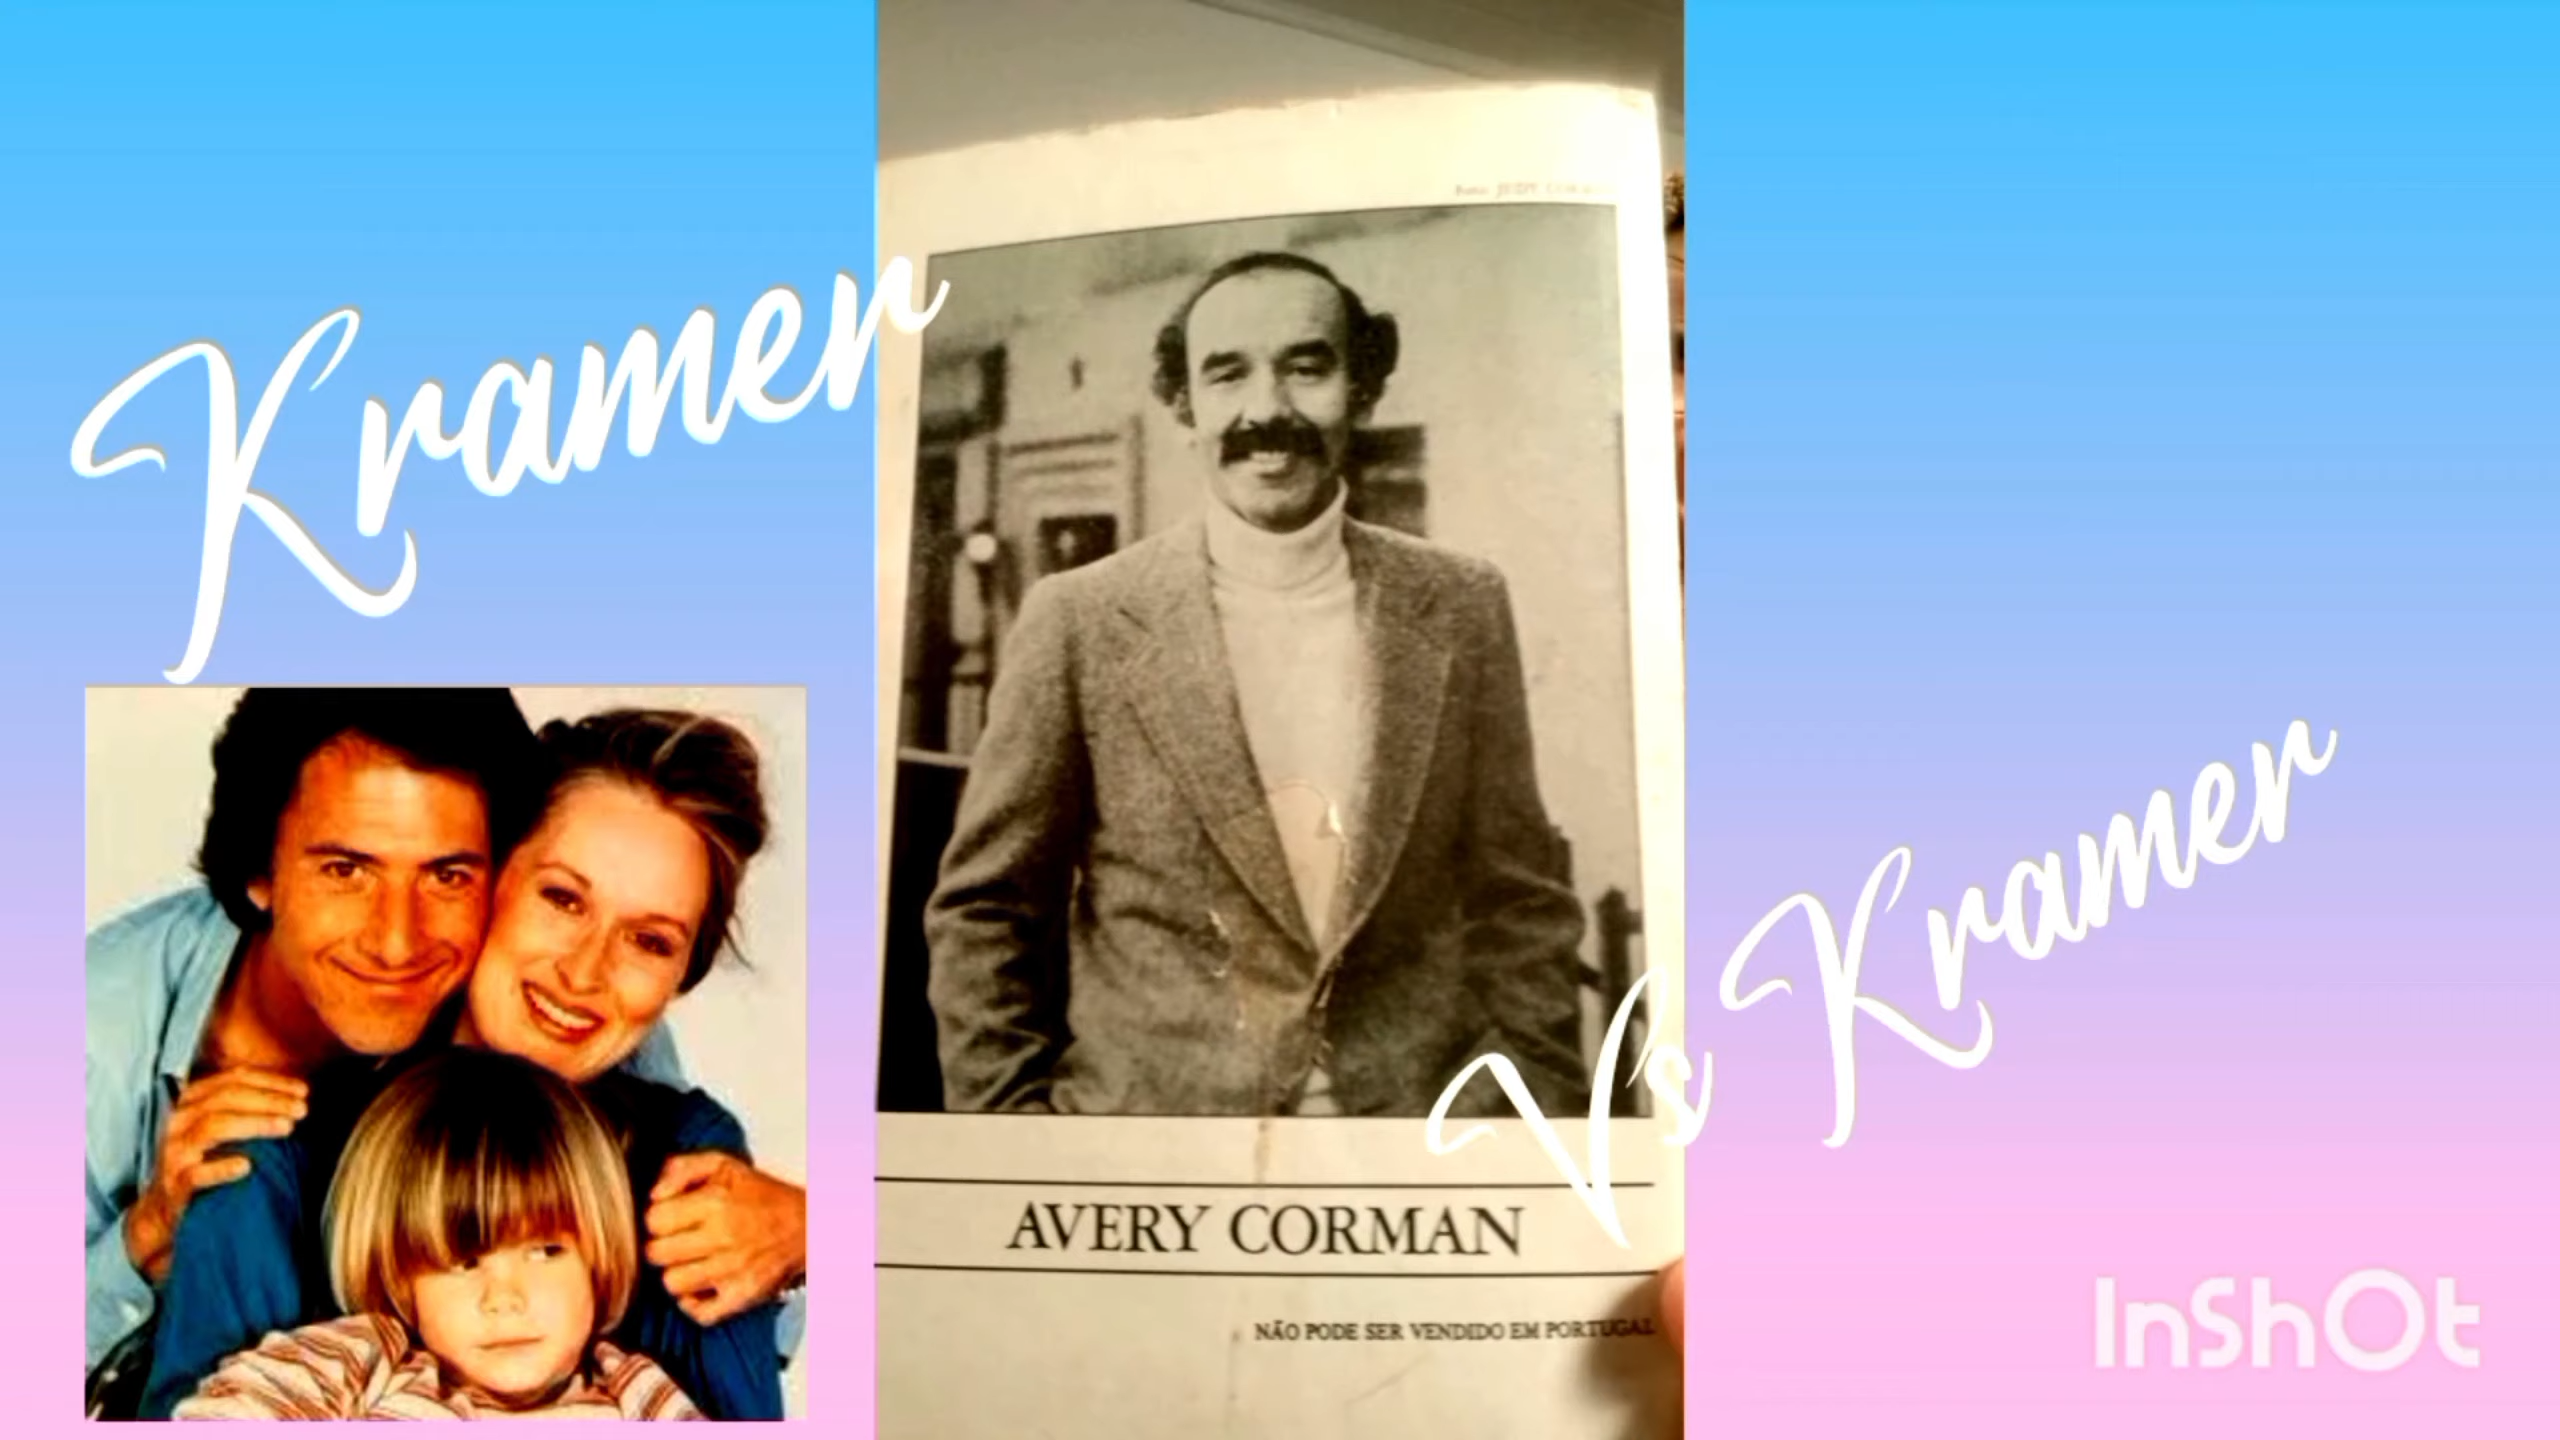 Kramer
Vs Kramer
AVERY CORMAN
NÃO PODE SER VENDIDO EM PORTUGAL
InShOt